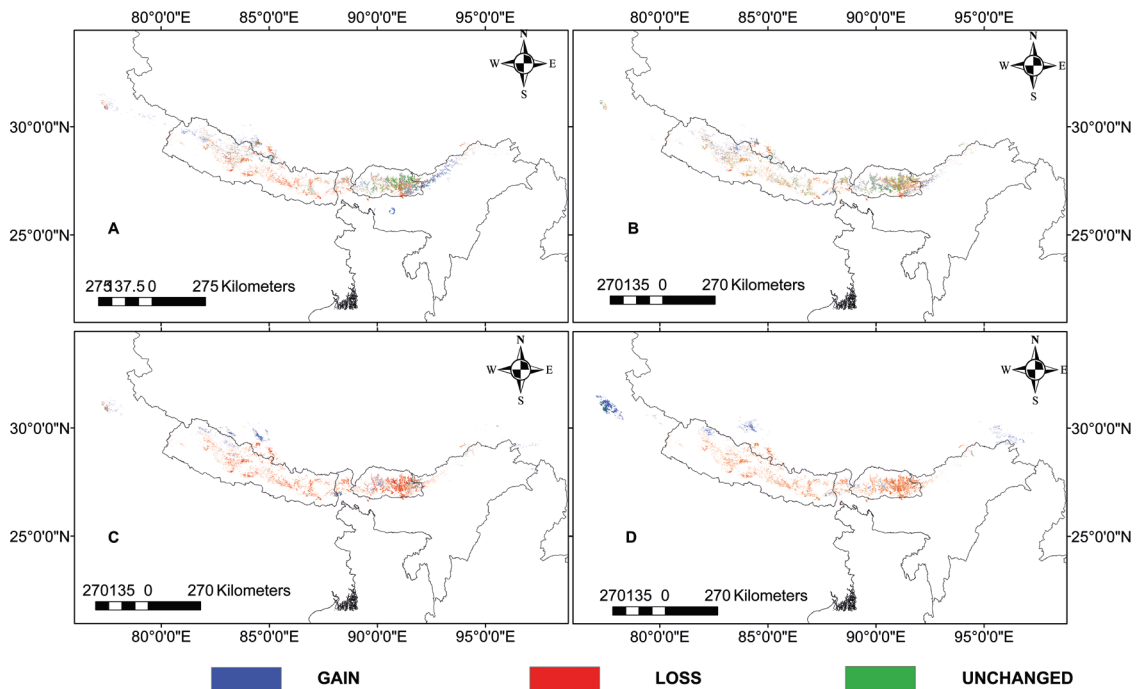 80°0'0"E 85°0'0"E 90°0'0"E 95°0'0"E 80°0'0"E 85°0'0"E 90°0'0"E 95°0'0"E
N N
W E W E
S S
30°0'0"N 30°0'0"N
A B
25°0'0"N 25°0'0"N
275137.5 0 275 Kilometers 270135 0 270 Kilometers
N N
W E W E
S S
30°0'0"N 30°0'0"N
C D
25°0'0"N 25°0'0"N
270135 0 270 Kilometers 270135 0 270 Kilometers
80°0'0"E 85°0'0"E 90°0'0"E 95°0'0"E 80°0'0"E 85°0'0"E 90°0'0"E 95°0'0"E
GAIN LOSS UNCHANGED